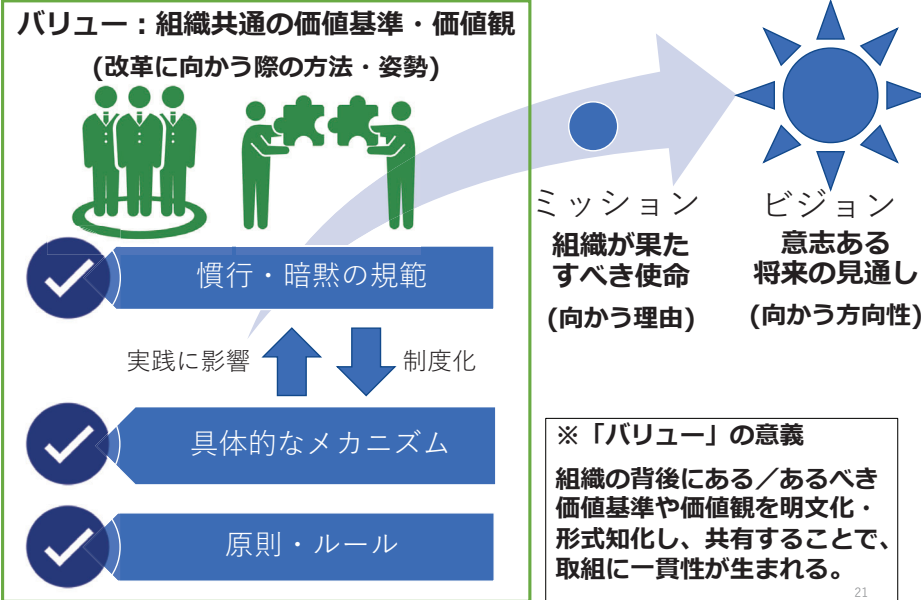 バリュー：組織共通の価値基準・価値観
(改革に向かう際の方法・姿勢)
慣行・暗黙の規範
実践に影響
制度化
具体的なメカニズム
原則・ルール
ミッション
組織が果た
すべき使命
(向かう理由)
ビジョン
意志ある
将来の見通し
(向かう方向性)
※「バリュー」の意義
組織の背後にある／あるべき
価値基準や価値観を明文化・
形式知化し、共有することで、
取組に一貫性が生まれる。
21